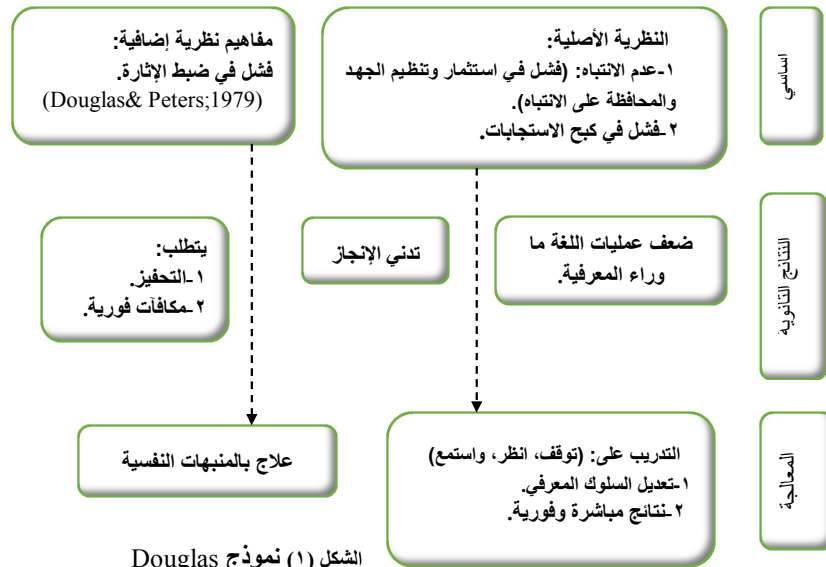 اساسي
النظرية الأصلية:
١-عدم الانتباه: (فشل في استثمار وتنظيم الجهد
والمحافظة على الانتباه).
٢-فشل في كبح الاستجابات.
مفاهيم نظرية إضافية:
فشل في ضبط الإثارة.
(Douglas& Peters;1979)
النتائج الثانوية
ضعف عمليات اللغة ما
وراء المعرفية.
تدني الإنجاز
يتطلب:
١-التحفيز.
٢-مكافآت فورية.
المعالجة
التدريب على: (توقف، انظر، واستمع)
١-تعديل السلوك المعرفي.
٢-نتائج مباشرة وفورية.
علاج بالمنبهات النفسية
الشكل (١) نموذج Douglas